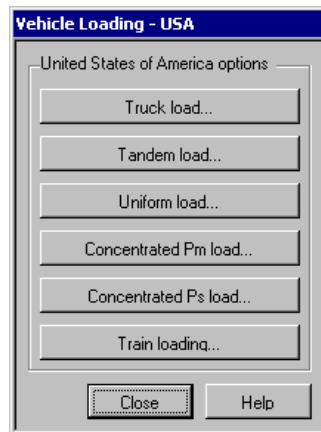 Vehicle Loading - USA
United States of America options
Truck load...
Tandem load...
Uniform load...
Concentrated Pm load...
Concentrated Ps load...
Train loading...
Close Help